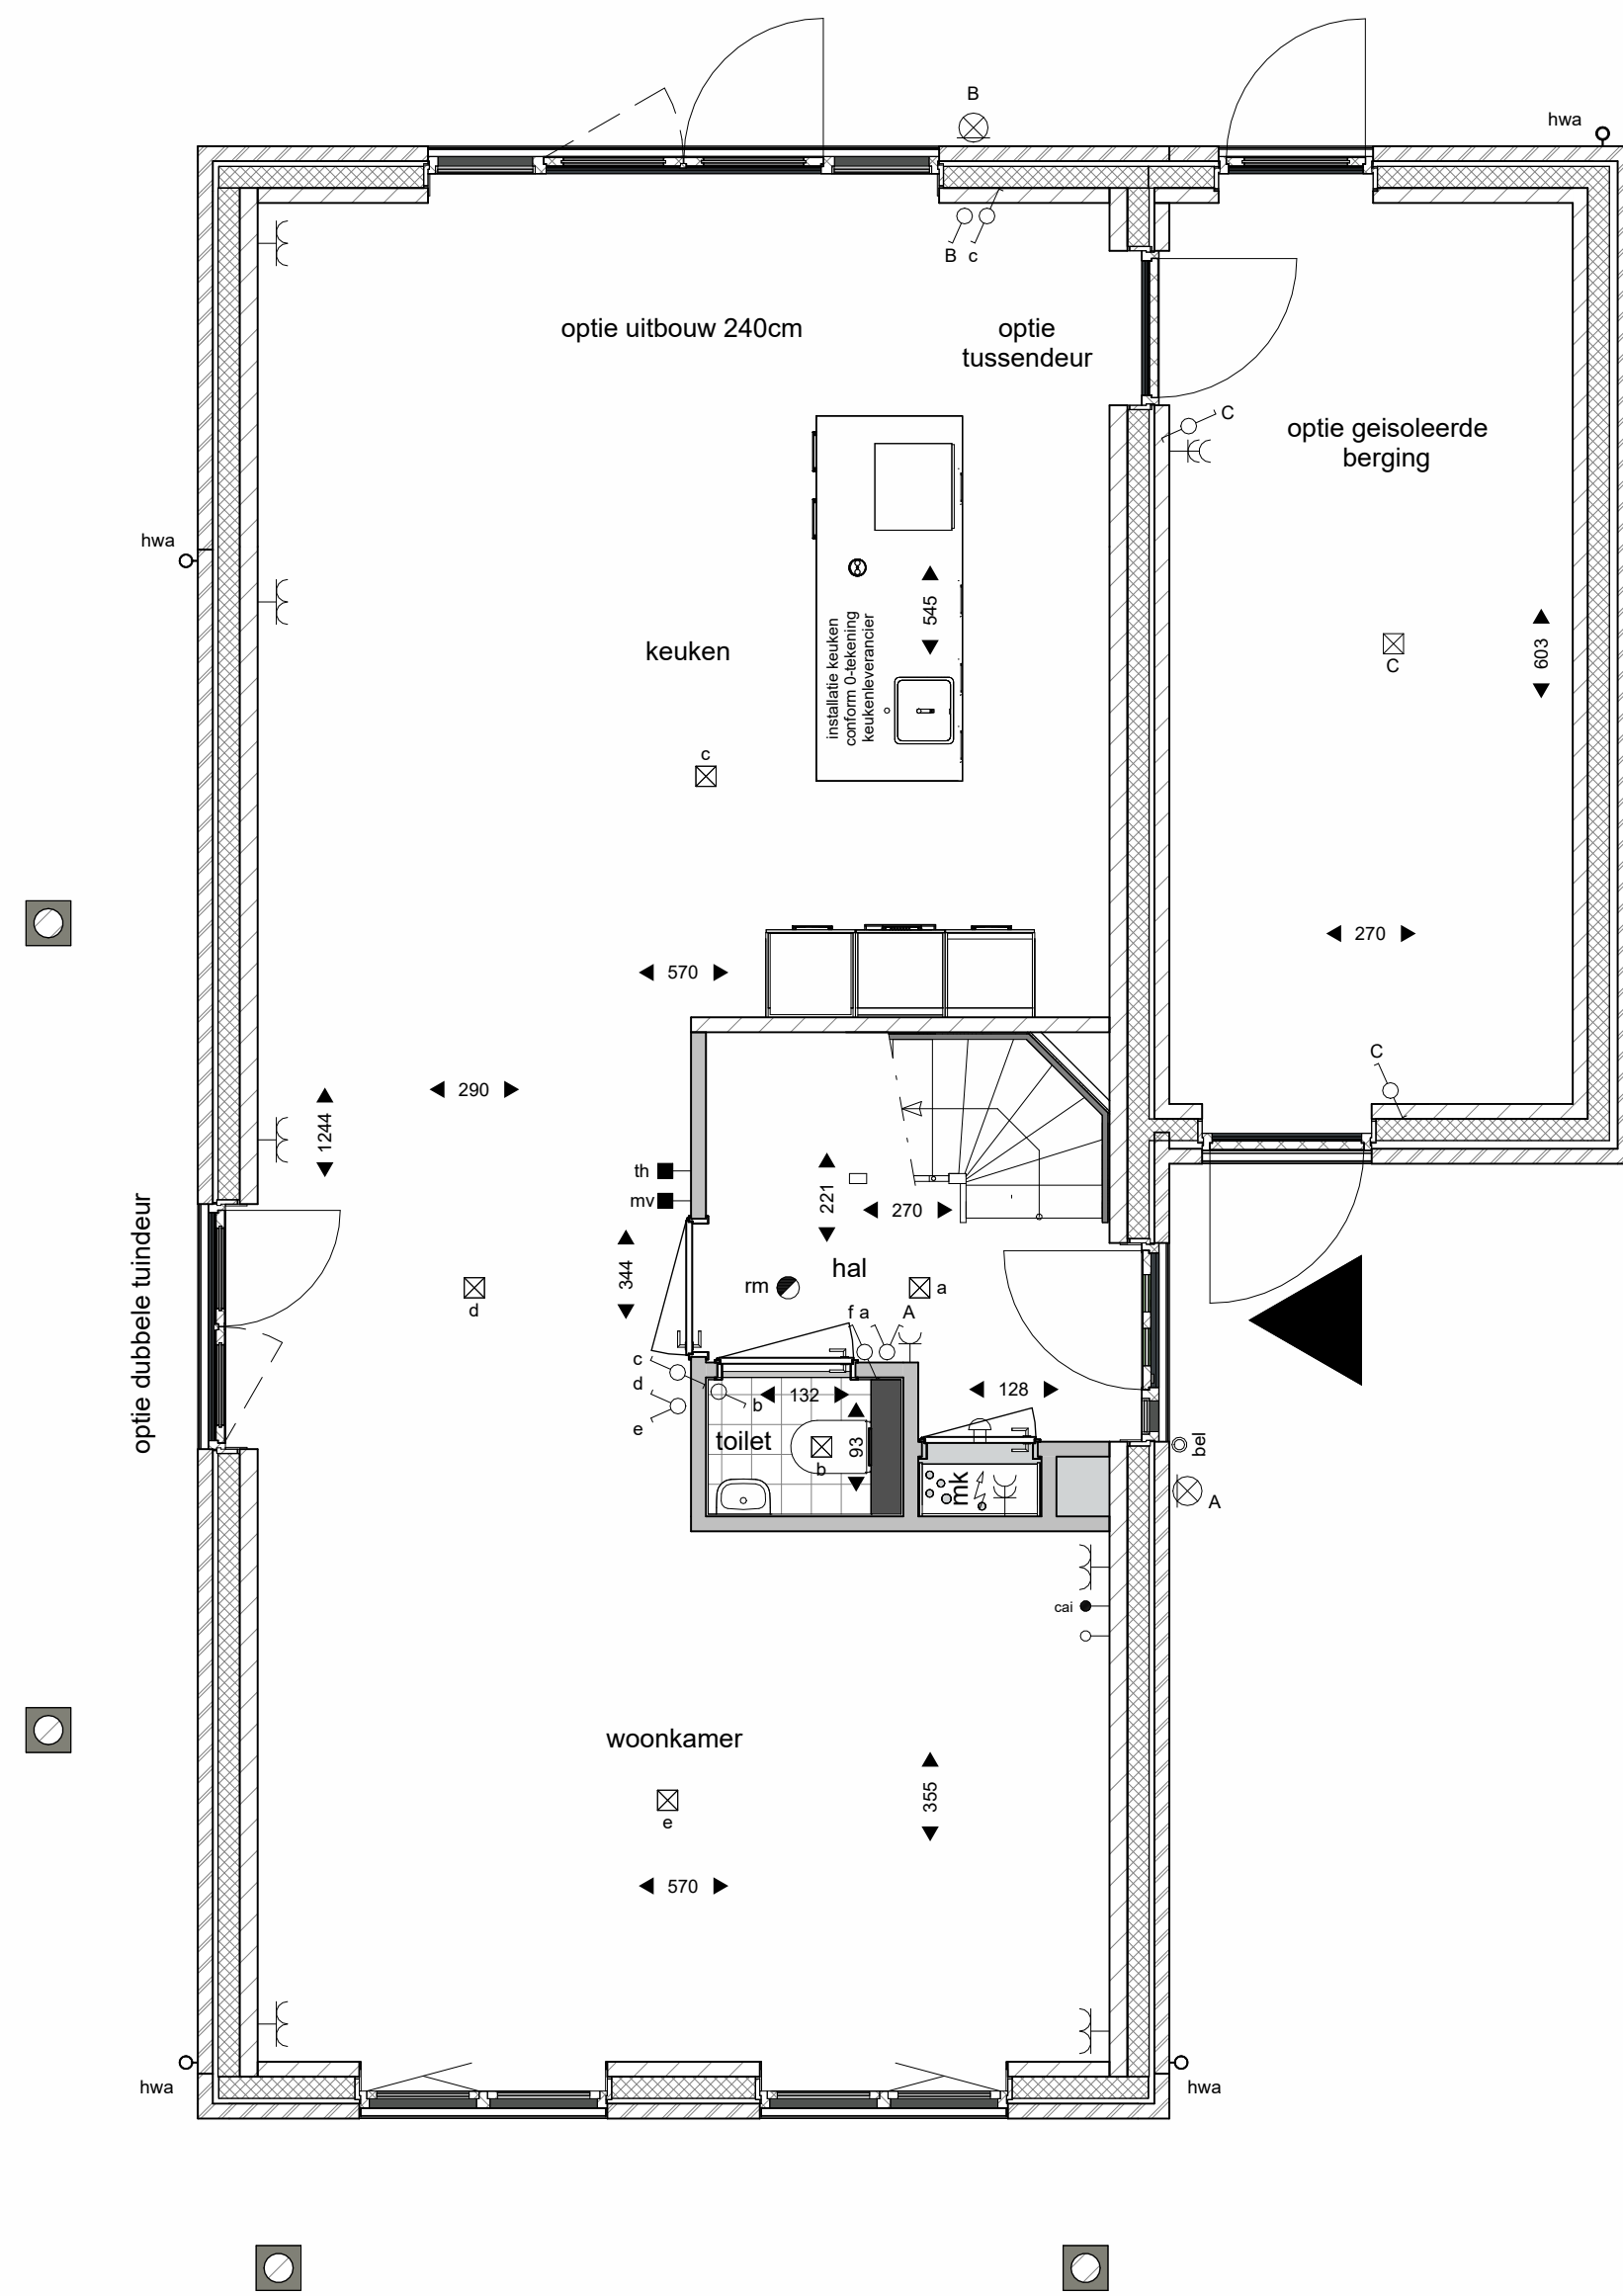 B
hwa
B c
optie uitbouw 240cm
optie
tussendeur
C
optie geisoleerde
berging
hwa
545
installatie keuken
conform 0-tekening
keukenleverancier
keuken
603
C
c
270
570
C
290
1244
th
mv
221
270
optie dubbele tuindeur
344
hal
rm
a
d
f a
A
c
d
e
132
b
128
toilet
93
b
mk
bel
A
cai
woonkamer
355
e
570
hwa
hwa